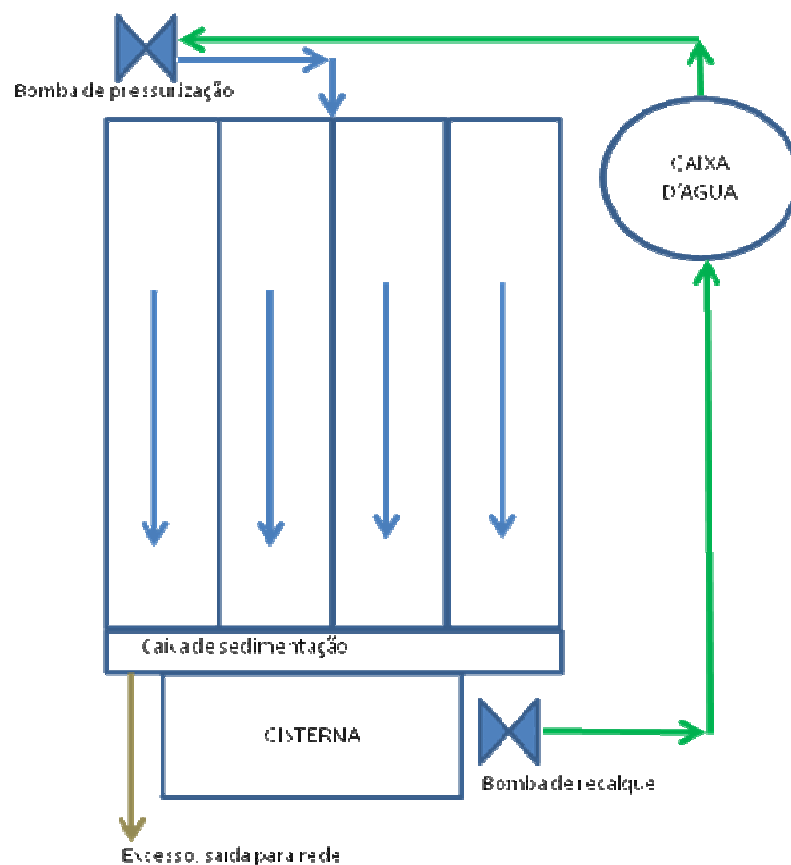 Bomba de pressurização
CAIXA
D'AGUA
Caixa de sedimentação
CISTERNA
Bomba de recalque
Excesso, saída para rede